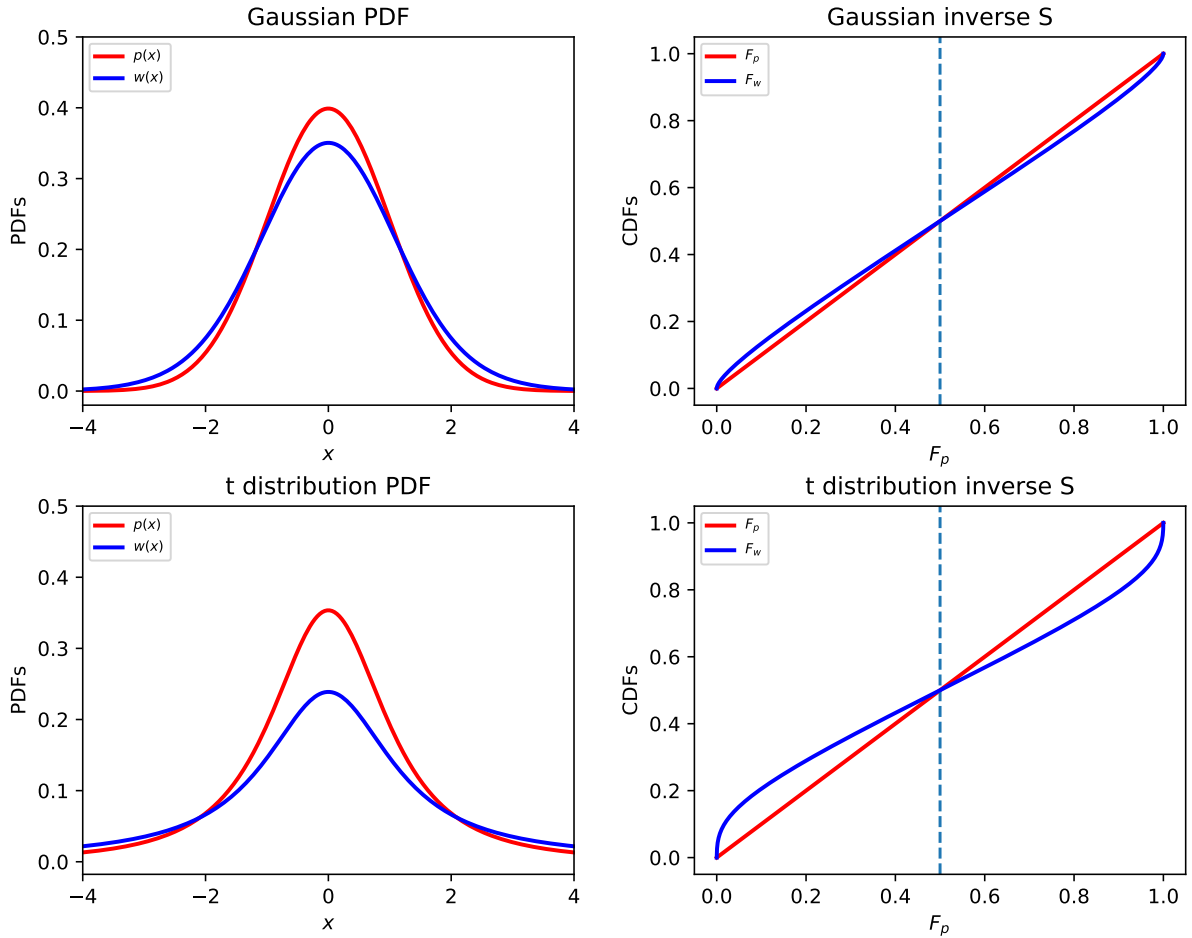 Gaussian PDF
p(x)
w(x)
0.5
0.4
0.3
0.2
0.1
0.0
PDFs
−4
−2
0
2
4
x
Gaussian inverse S
F_p
F_w
1.0
0.8
0.6
0.4
0.2
0.0
CDFs
0.0
0.2
0.4
0.6
0.8
1.0
F_p
t distribution PDF
p(x)
w(x)
0.5
0.4
0.3
0.2
0.1
0.0
PDFs
−4
−2
0
2
4
x
t distribution inverse S
F_p
F_w
1.0
0.8
0.6
0.4
0.2
0.0
CDFs
0.0
0.2
0.4
0.6
0.8
1.0
F_p